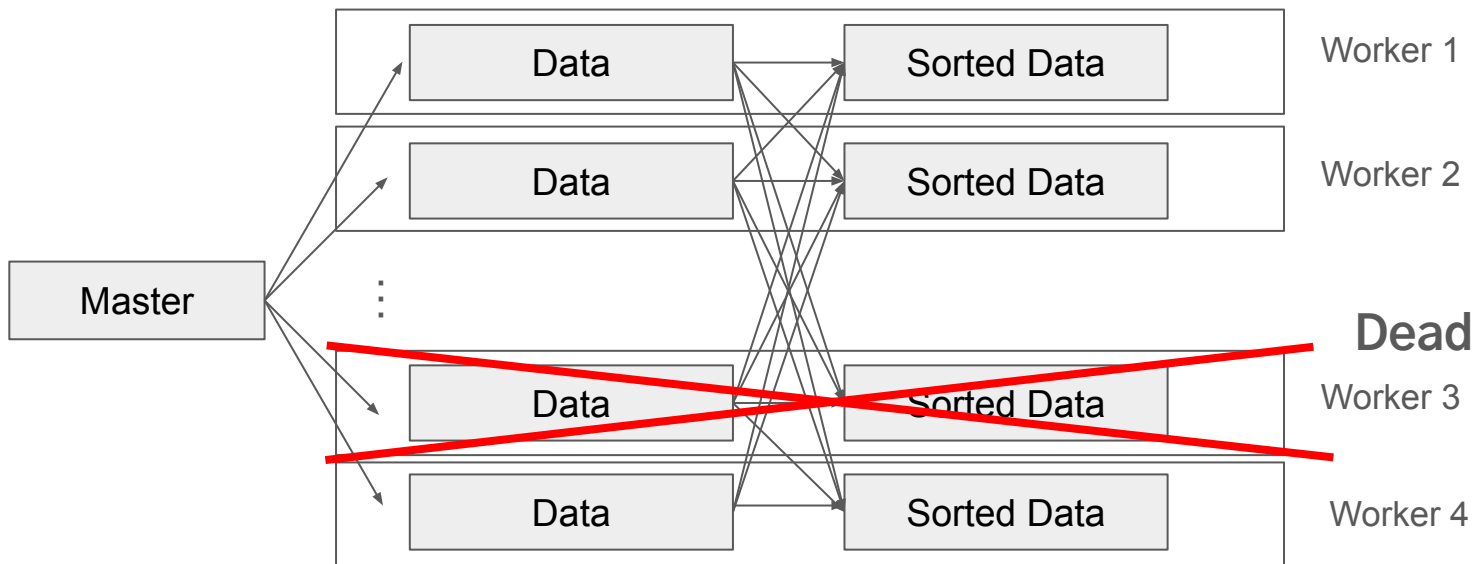 Data
Sorted Data
Worker 1
Data
Sorted Data
Worker 2
Master
⋮
Dead
Data
Sorted Data
Worker 3
Data
Sorted Data
Worker 4